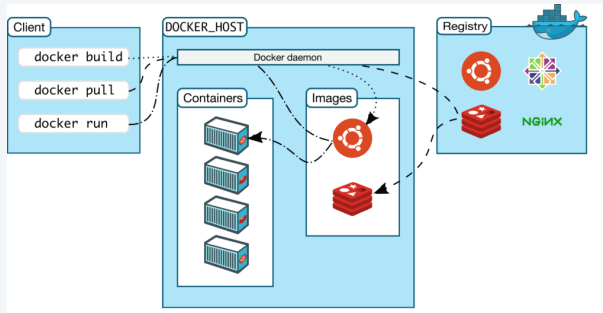 Client
docker build
docker pull
docker run
DOCKER_HOST
Docker daemon
Containers
Images
Registry
NGINX